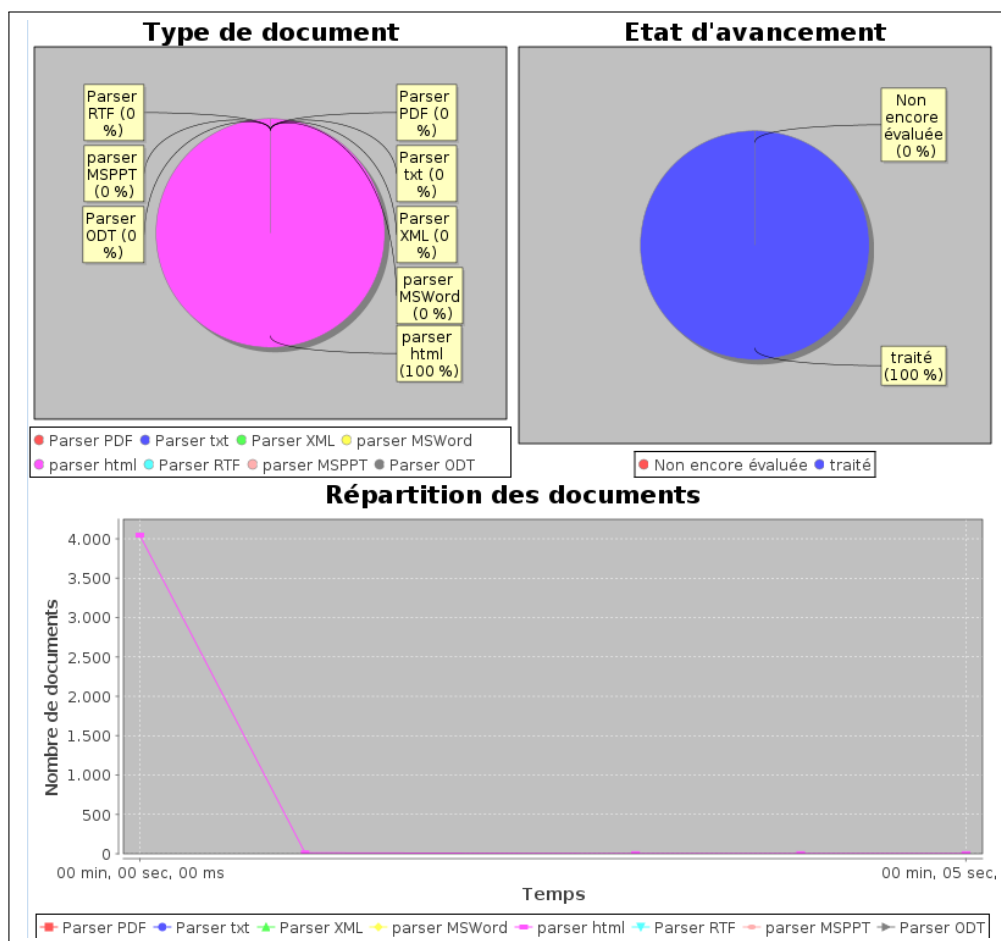 Type de document
Parser
RTF (0
%)
parser
MSPPT
(0 %)
Parser
ODT (0
%)
Parser
PDF (0
%)
Parser
txt (0
%)
Parser
XML (0
%)
parser
MSWord
(0 %)
parser
html
(100 %)
Parser PDF Parser txt Parser XML parser MSWord
parser html Parser RTF parser MSPPT Parser ODT
Etat d'avancement
Non
encore
évaluée
(0 %)
traité
(100 %)
Non encore évaluée traité
Répartition des documents
Nombre de documents
4.000
3.500
3.000
2.500
2.000
1.500
1.000
500
0
00 min, 00 sec, 00 ms 00 min, 05 sec,
Temps
Parser PDF Parser txt Parser XML parser MSWord parser html Parser RTF parser MSPPT Parser ODT